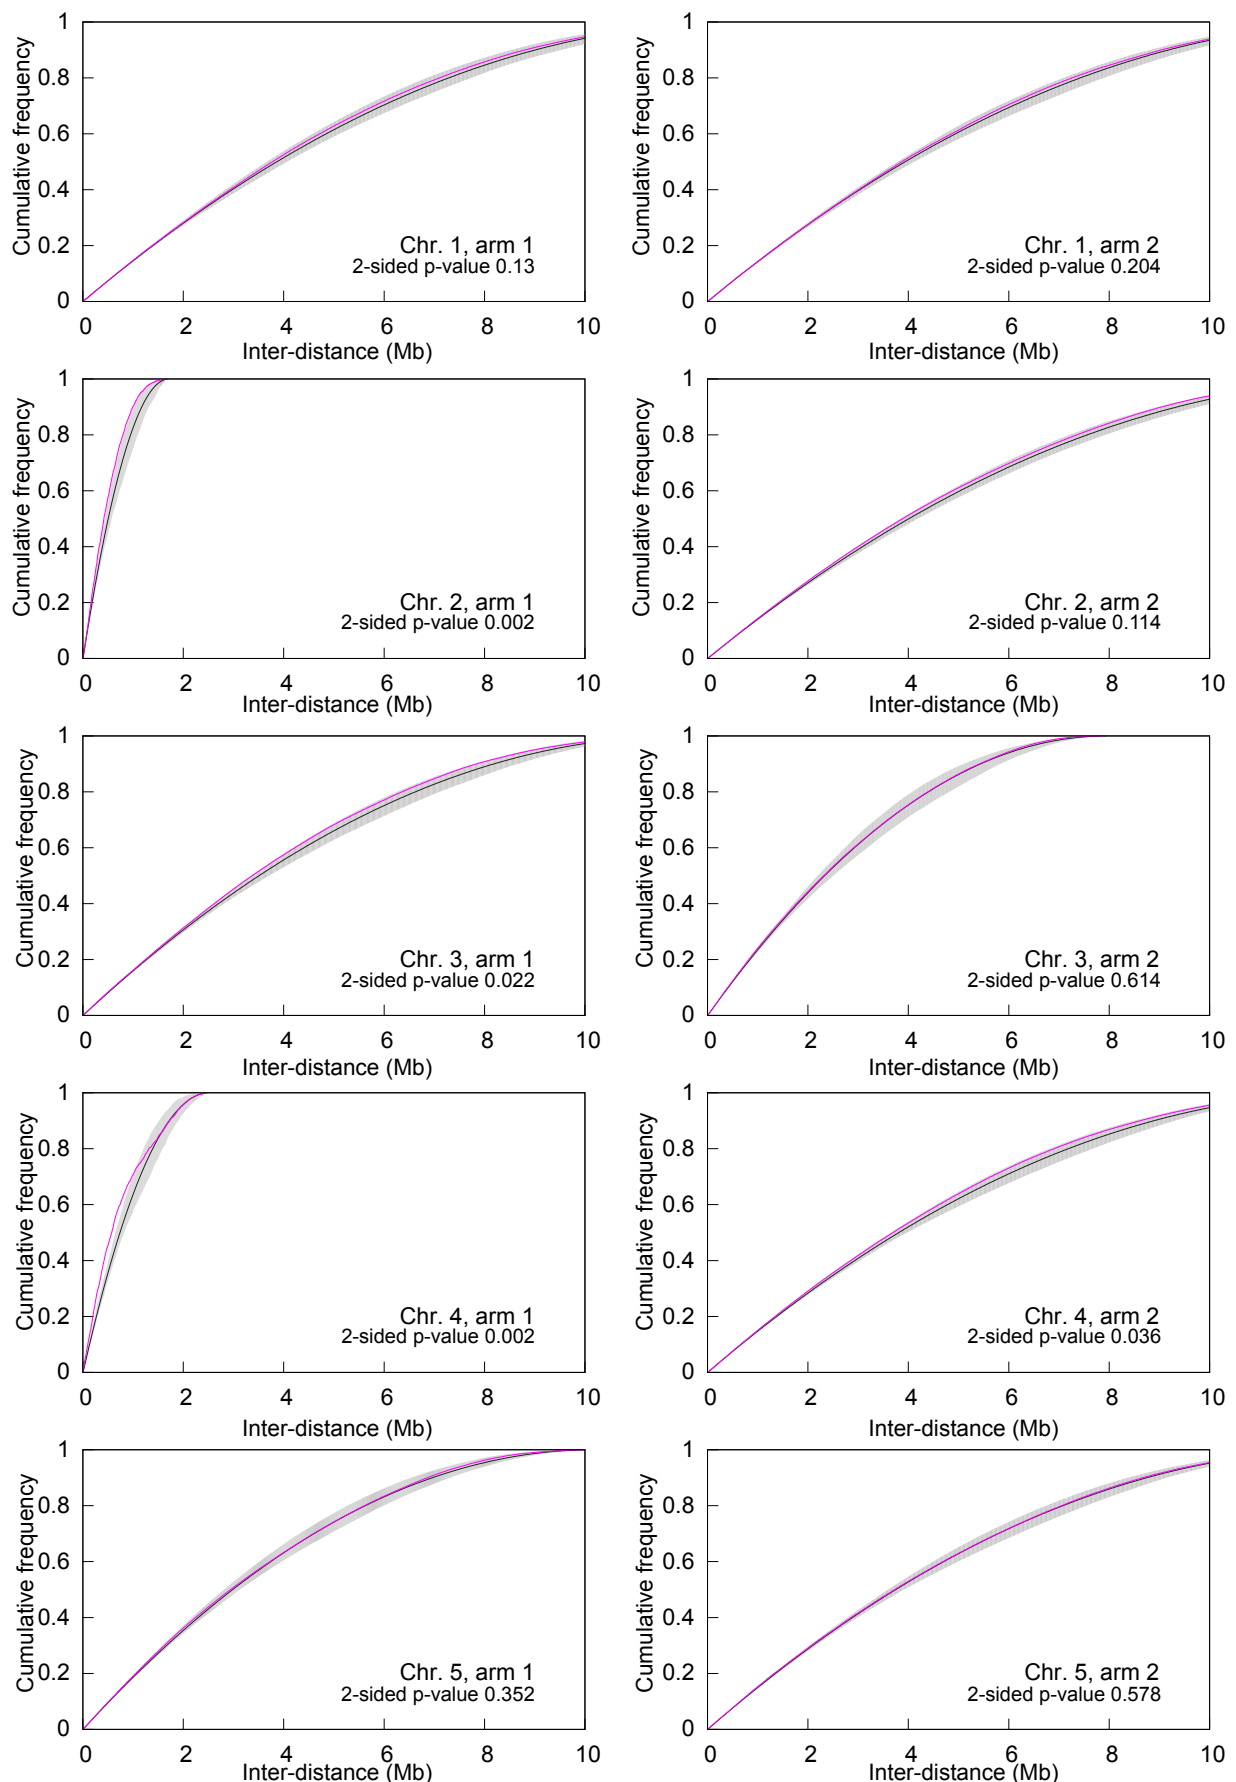 Cumulative frequency
1
0.8
0.6
0.4
0.2
0
Chr. 1, arm 1
2-sided p-value 0.13
0 2 4 6 8 10
Inter-distance (Mb)
Cumulative frequency
1
0.8
0.6
0.4
0.2
0
Chr. 1, arm 2
2-sided p-value 0.204
0 2 4 6 8 10
Inter-distance (Mb)
Cumulative frequency
1
0.8
0.6
0.4
0.2
0
Chr. 2, arm 1
2-sided p-value 0.002
0 2 4 6 8 10
Inter-distance (Mb)
Cumulative frequency
1
0.8
0.6
0.4
0.2
0
Chr. 2, arm 2
2-sided p-value 0.114
0 2 4 6 8 10
Inter-distance (Mb)
Cumulative frequency
1
0.8
0.6
0.4
0.2
0
Chr. 3, arm 1
2-sided p-value 0.022
0 2 4 6 8 10
Inter-distance (Mb)
Cumulative frequency
1
0.8
0.6
0.4
0.2
0
Chr. 3, arm 2
2-sided p-value 0.614
0 2 4 6 8 10
Inter-distance (Mb)
Cumulative frequency
1
0.8
0.6
0.4
0.2
0
Chr. 4, arm 1
2-sided p-value 0.002
0 2 4 6 8 10
Inter-distance (Mb)
Cumulative frequency
1
0.8
0.6
0.4
0.2
0
Chr. 4, arm 2
2-sided p-value 0.036
0 2 4 6 8 10
Inter-distance (Mb)
Cumulative frequency
1
0.8
0.6
0.4
0.2
0
Chr. 5, arm 1
2-sided p-value 0.352
0 2 4 6 8 10
Inter-distance (Mb)
Cumulative frequency
1
0.8
0.6
0.4
0.2
0
Chr. 5, arm 2
2-sided p-value 0.578
0 2 4 6 8 10
Inter-distance (Mb)